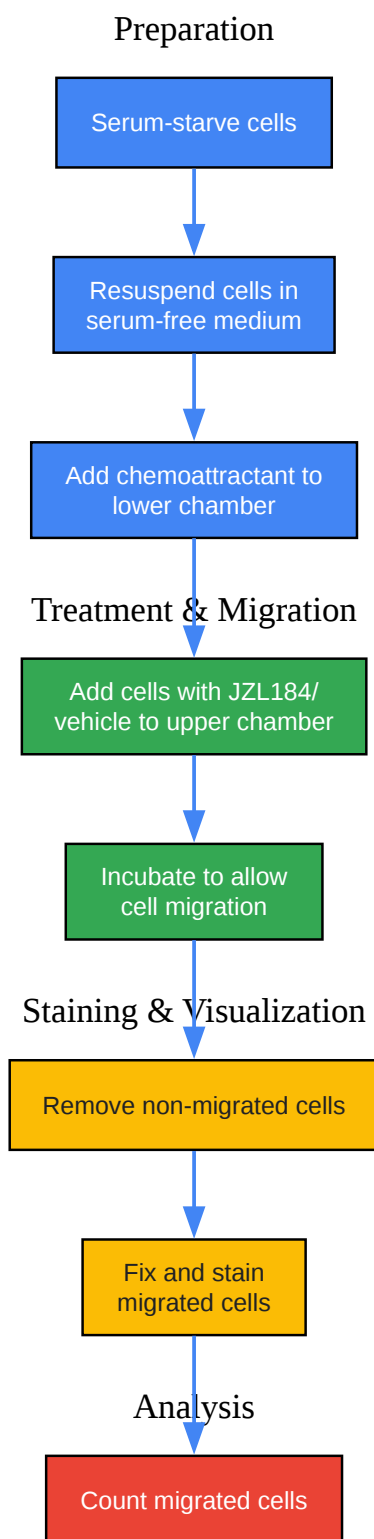 Preparation
Serum-starve cells
Resuspend cells in
serum-free medium
Add chemoattractant to
lower chamber
Treatment & Migration
Add cells with JZL184/
vehicle to upper chamber
Incubate to allow
cell migration
Staining & Visualization
Remove non-migrated cells
Fix and stain
migrated cells
Analysis
Count migrated cells